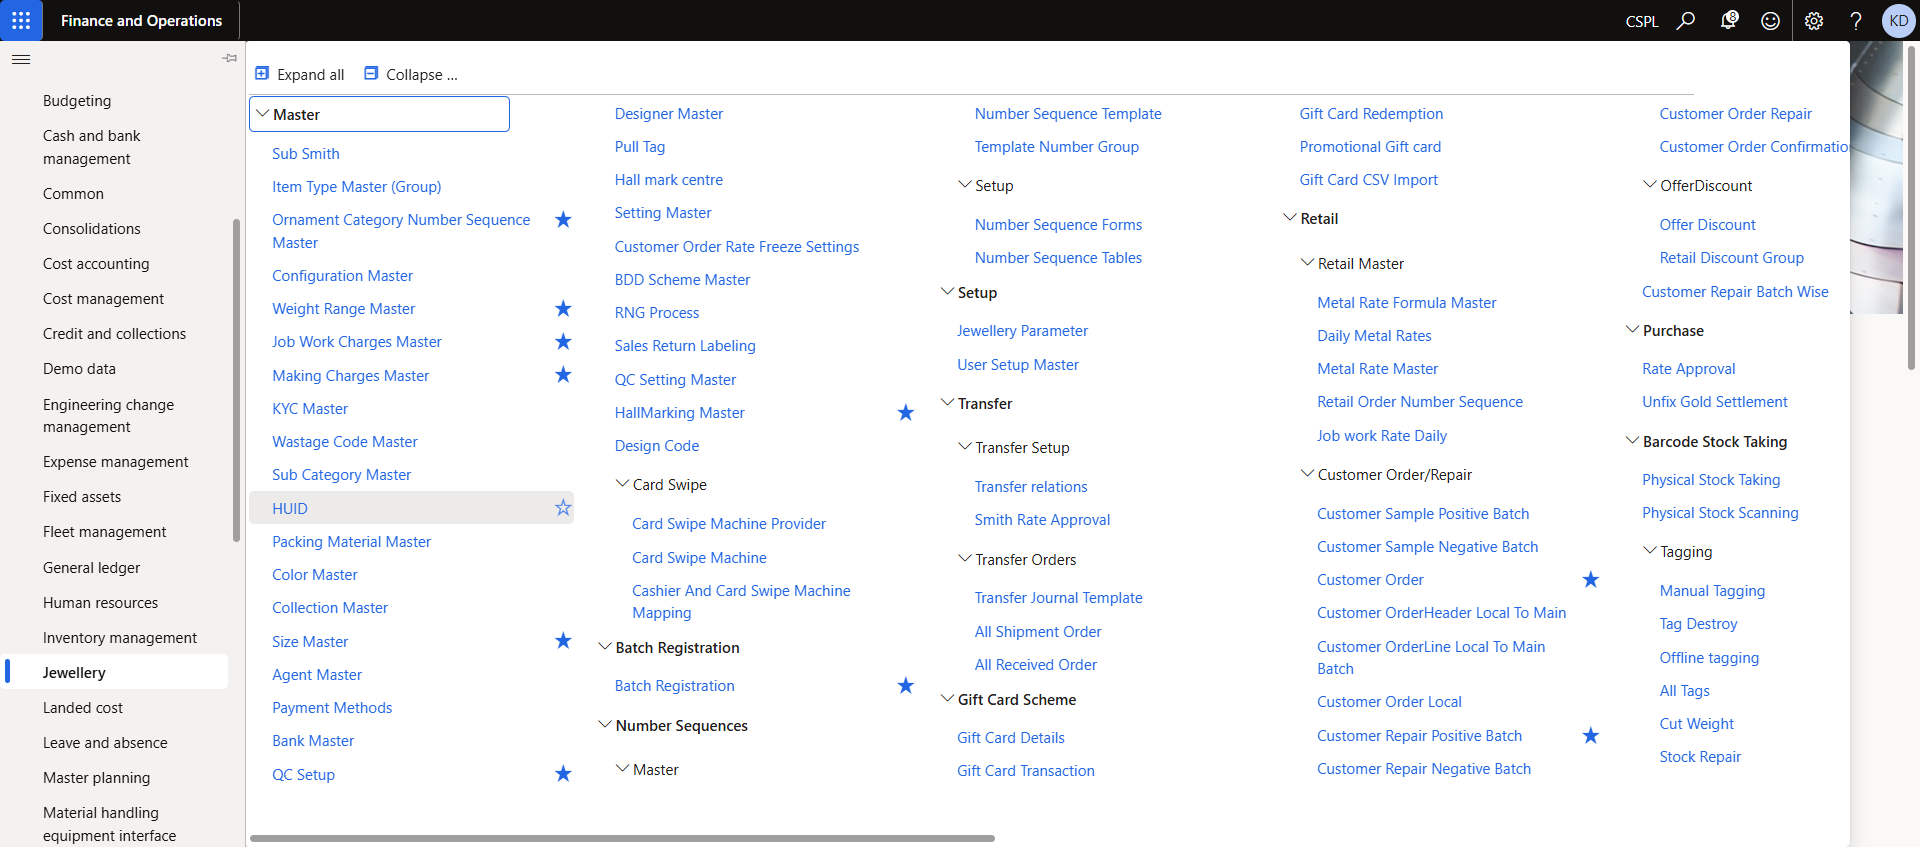 Finance and Operations
CSPL
8
?
KD
Budgeting
Cash and bank
management
Common
Consolidations
Cost accounting
Cost management
Credit and collections
Demo data
Engineering change
management
Expense management
Fixed assets
Fleet management
General ledger
Human resources
Inventory management
Jewellery
Landed cost
Leave and absence
Master planning
Material handling
equipment interface
Expand all
Collapse ...
Master
Sub Smith
Item Type Master (Group)
Ornament Category Number Sequence
Master
Configuration Master
Weight Range Master
Job Work Charges Master
Making Charges Master
KYC Master
Wastage Code Master
Sub Category Master
HUID
Packing Material Master
Color Master
Collection Master
Size Master
Agent Master
Payment Methods
Bank Master
QC Setup
Designer Master
Pull Tag
Hall mark centre
Setting Master
Customer Order Rate Freeze Settings
BDD Scheme Master
RNG Process
Sales Return Labeling
QC Setting Master
HallMarking Master
Design Code
Card Swipe
Card Swipe Machine Provider
Card Swipe Machine
Cashier And Card Swipe Machine
Mapping
Batch Registration
Batch Registration
Number Sequences
Master
Number Sequence Template
Template Number Group
Setup
Number Sequence Forms
Number Sequence Tables
Setup
Jewellery Parameter
User Setup Master
Transfer
Transfer Setup
Transfer relations
Smith Rate Approval
Transfer Orders
Transfer Journal Template
All Shipment Order
All Received Order
Gift Card Scheme
Gift Card Details
Gift Card Transaction
Gift Card Redemption
Promotional Gift card
Gift Card CSV Import
Retail
Retail Master
Metal Rate Formula Master
Daily Metal Rates
Metal Rate Master
Retail Order Number Sequence
Job work Rate Daily
Customer Order/Repair
Customer Sample Positive Batch
Customer Sample Negative Batch
Customer Order
Customer OrderHeader Local To Main
Customer OrderLine Local To Main
Batch
Customer Order Local
Customer Repair Positive Batch
Customer Repair Negative Batch
Customer Order Repair
Customer Order Confirmatio
OfferDiscount
Offer Discount
Retail Discount Group
Customer Repair Batch Wise
Purchase
Rate Approval
Unfix Gold Settlement
Barcode Stock Taking
Physical Stock Taking
Physical Stock Scanning
Tagging
Manual Tagging
Tag Destroy
Offline tagging
All Tags
Cut Weight
Stock Repair